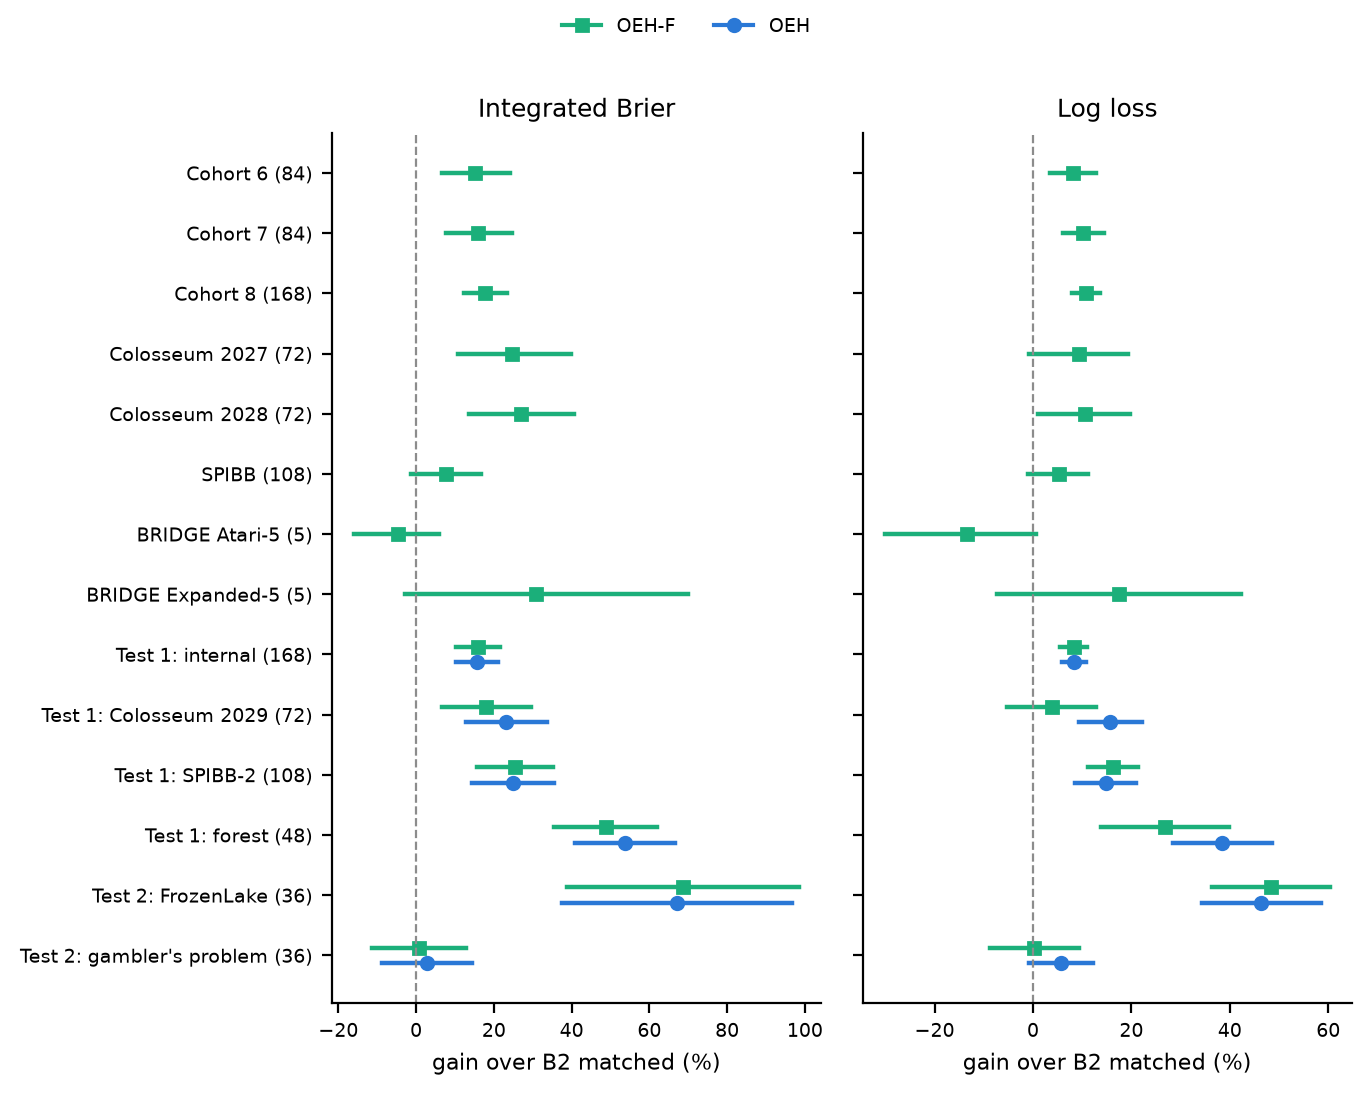 OEH-F OEH
Integrated Brier
Log loss
Cohort 6 (84)
Cohort 7 (84)
Cohort 8 (168)
Colosseum 2027 (72)
Colosseum 2028 (72)
SPIBB (108)
BRIDGE Atari-5 (5)
BRIDGE Expanded-5 (5)
Test 1: internal (168)
Test 1: Colosseum 2029 (72)
Test 1: SPIBB-2 (108)
Test 1: forest (48)
Test 2: FrozenLake (36)
Test 2: gambler's problem (36)
−20 0 20 40 60 80 100
gain over B2 matched (%)
−20 0 20 40 60
gain over B2 matched (%)